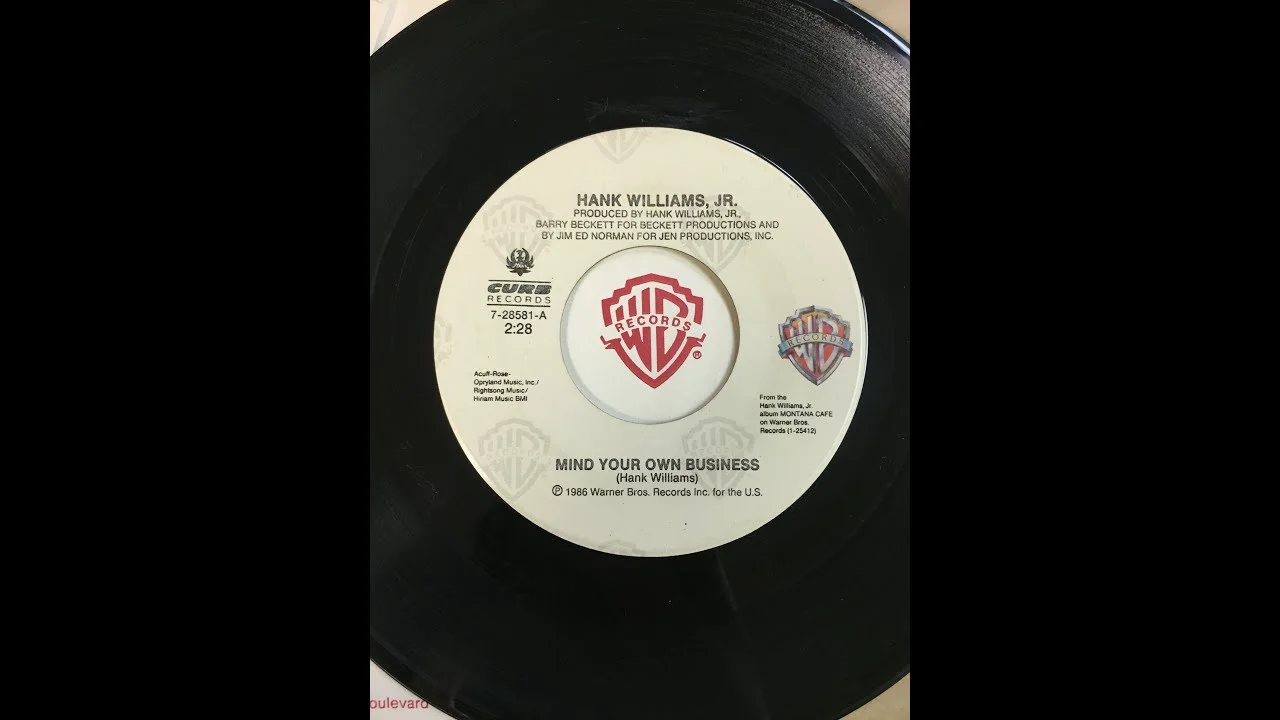 HANK WILLIAMS, JR.
PRODUCED BY HANK WILLIAMS, JR.,
BARRY BECKETT FOR BECKETT PRODUCTIONS AND
BY JIM ED NORMAN FOR JEN PRODUCTIONS, INC.
CURB
RECORDS
7-28581-A
2:28
WB
RECORDS
®
WB
RECORDS
Acuff-Rose-
Opryland Music, Inc./
Rightsong Music/
Hiriam Music BMI
From the
Hank Williams, Jr.
album MONTANA CAFE
on Warner Bros.
Records (1-25412)
MIND YOUR OWN BUSINESS
(Hank Williams)
℗ 1986 Warner Bros. Records Inc. for the U.S.
oulevard